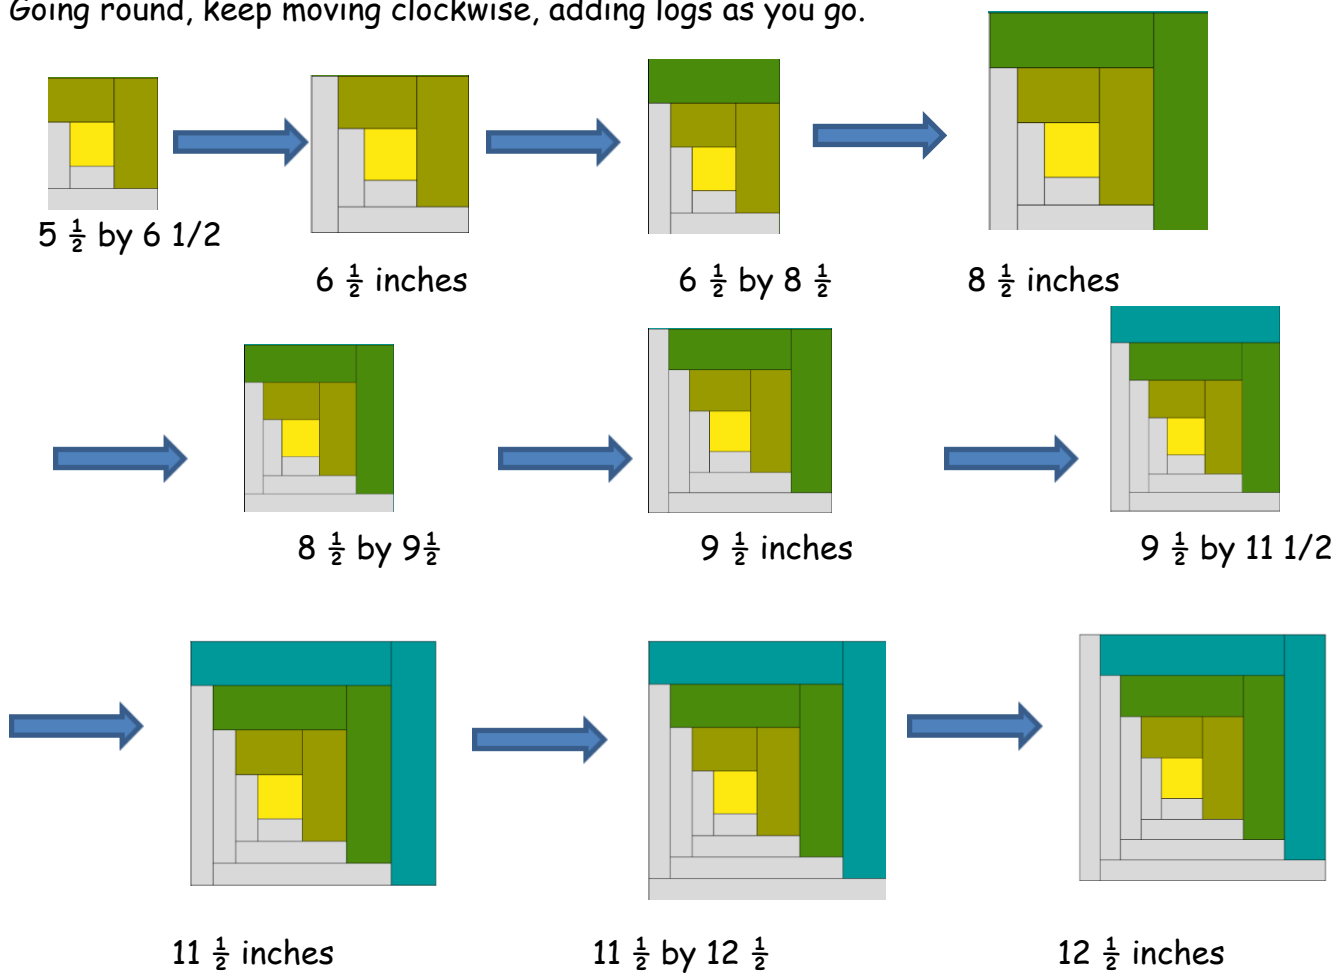 Going round, keep moving clockwise, adding logs as you go.
5 ½ by 6 1/2
6 ½ inches
6 ½ by 8 ½
8 ½ inches
8 ½ by 9½
9 ½ inches
9 ½ by 11 1/2
11 ½ inches
11 ½ by 12 ½
12 ½ inches